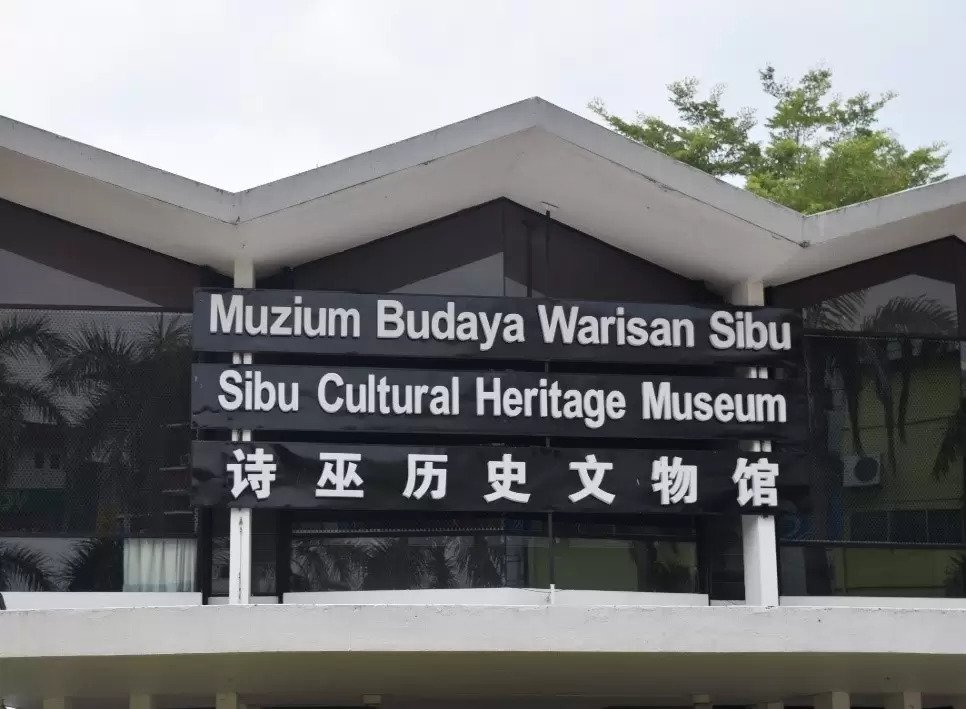 Muzium Budaya Warisan Sibu
Sibu Cultural Heritage Museum
诗巫历史文物馆